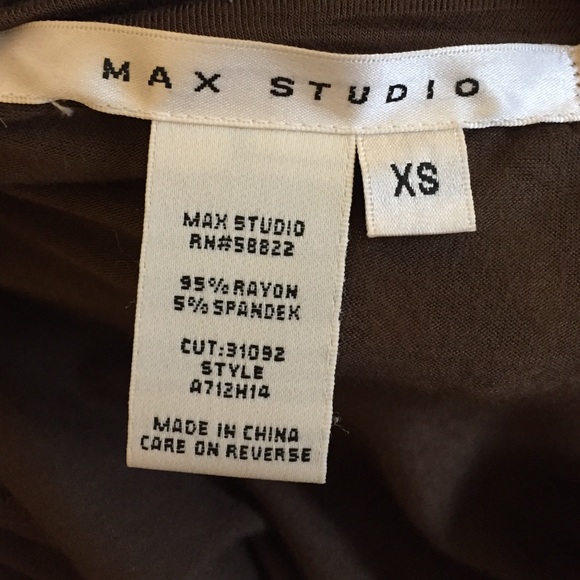 MAX STUDIO
XS
MAX STUDIO
RN#58822
95% RAYON
5% SPANDEX
CUT:31092
STYLE
A712H14
MADE IN CHINA
CARE ON REVERSE